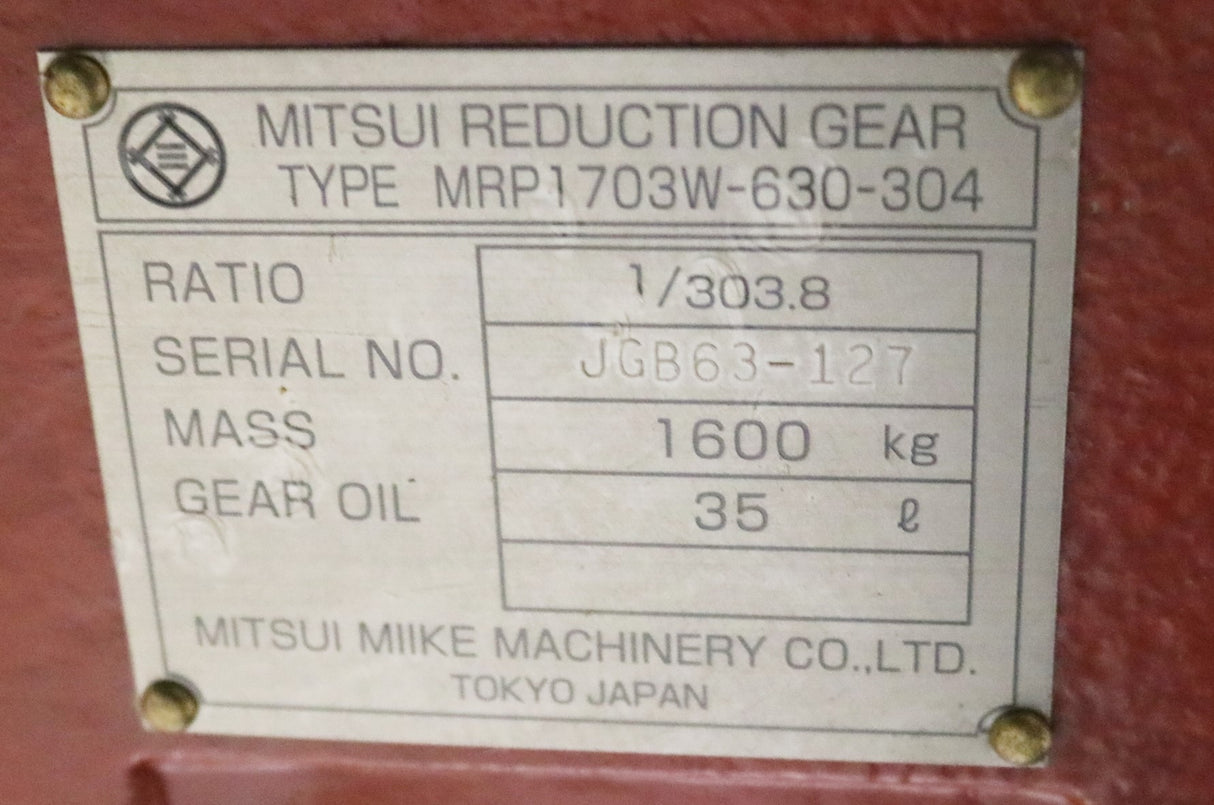 MITSUI REDUCTION GEAR
TYPE MRP1703W-630-304
RATIO 1/303.8
SERIAL NO. JGB63-127
MASS 1600 kg
GEAR OIL 35 ℓ
MITSUI MIIKE MACHINERY CO.,LTD.
TOKYO JAPAN